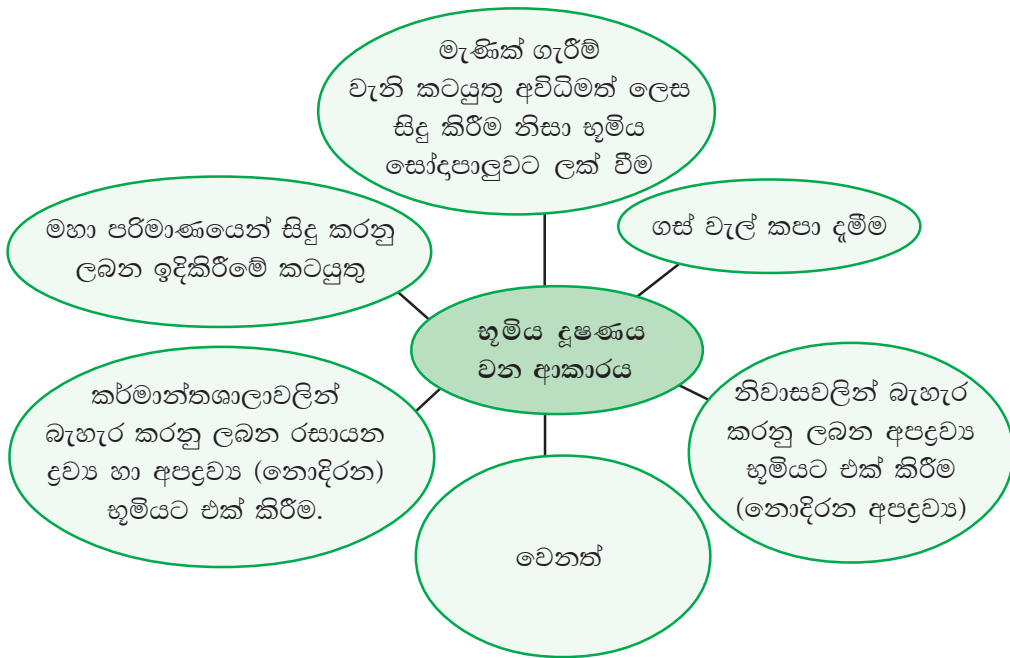 මැණික් ගැරීම්
වැනි කටයුතු අවිධිමත් ලෙස
සිදු කිරීම නිසා භූමිය
සෝදාපාලුවට ලක් වීම
මහා පරිමාණයෙන් සිදු කරනු
ලබන ඉදිකිරීමේ කටයුතු
ගස් වැල් කපා දැමීම
භූමිය දූෂණය
වන ආකාරය
කර්මාන්තශාලාවලින්
බැහැර කරනු ලබන රසායන
ද්‍රව්‍ය හා අපද්‍රව්‍ය (නොදිරන)
භූමියට එක් කිරීම.
නිවාසවලින් බැහැර
කරනු ලබන අපද්‍රව්‍ය
භූමියට එක් කිරීම
(නොදිරන අපද්‍රව්‍ය)
වෙනත්